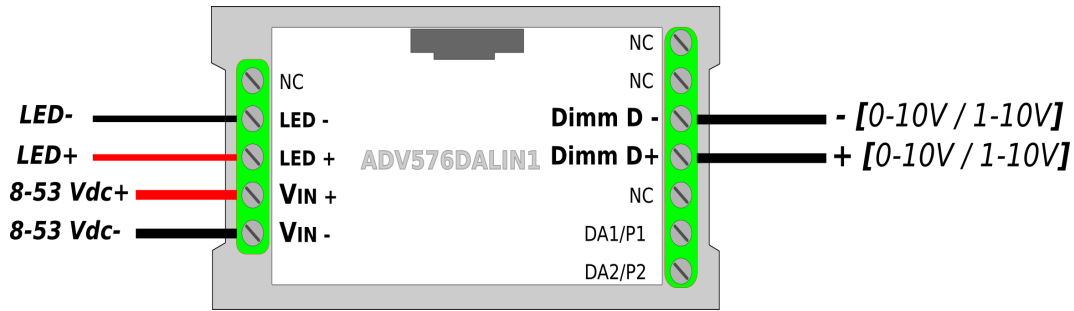 NC
NC
NC
LED-
LED -
Dimm D -
- [0-10V / 1-10V]
LED+
LED +
ADV576DALIN1
Dimm D+
+ [0-10V / 1-10V]
8-53 Vdc+
VIN +
NC
8-53 Vdc-
VIN -
DA1/P1
DA2/P2